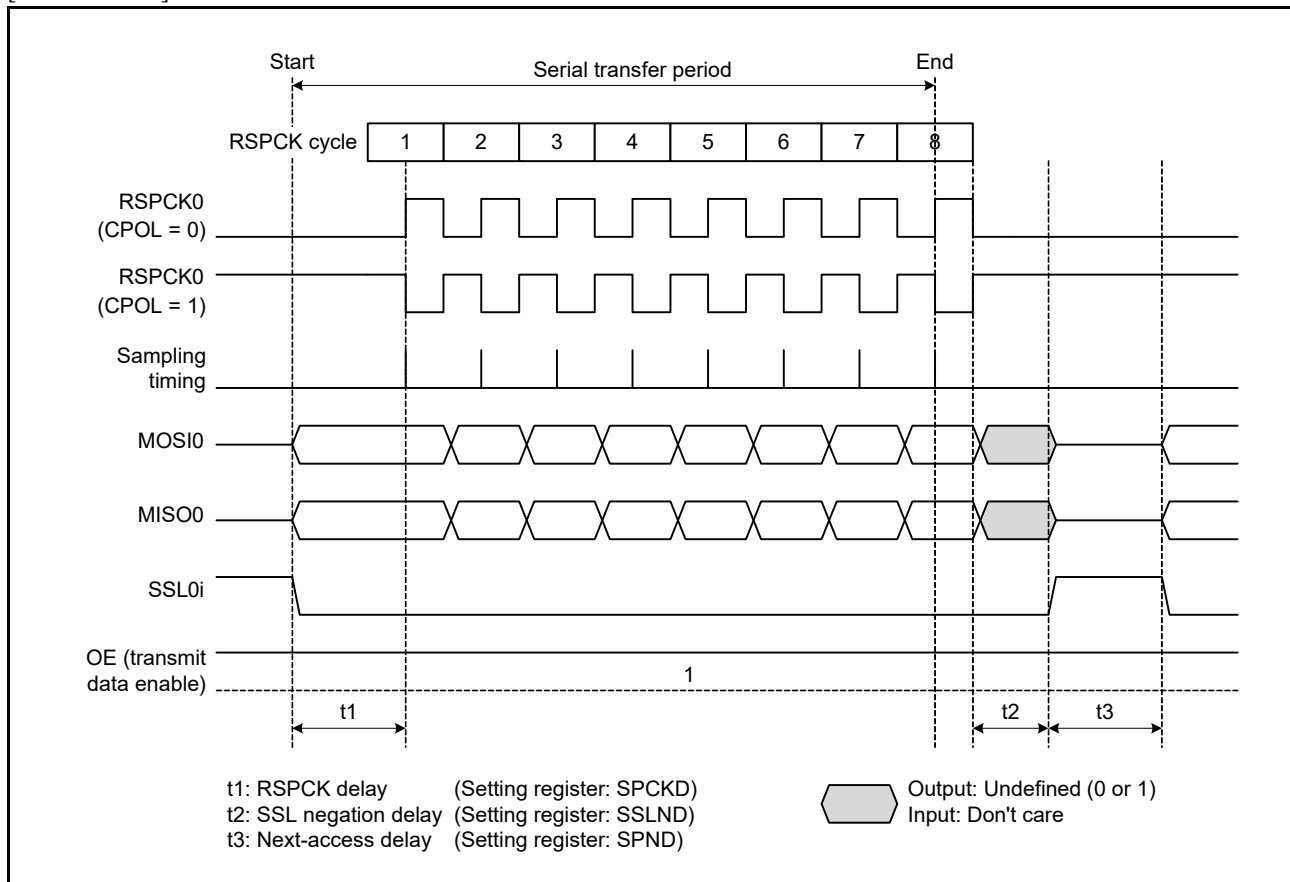 Start
End
Serial transfer period
RSPCK cycle 1 2 3 4 5 6 7 8
RSPCK0
(CPOL = 0)
RSPCK0
(CPOL = 1)
Sampling
timing
MOSI0
MISO0
SSL0i
OE (transmit
data enable)
1
t1
t2
t3
t1: RSPCK delay (Setting register: SPCKD)
t2: SSL negation delay (Setting register: SSLND)
t3: Next-access delay (Setting register: SPND)
Output: Undefined (0 or 1)
Input: Don't care